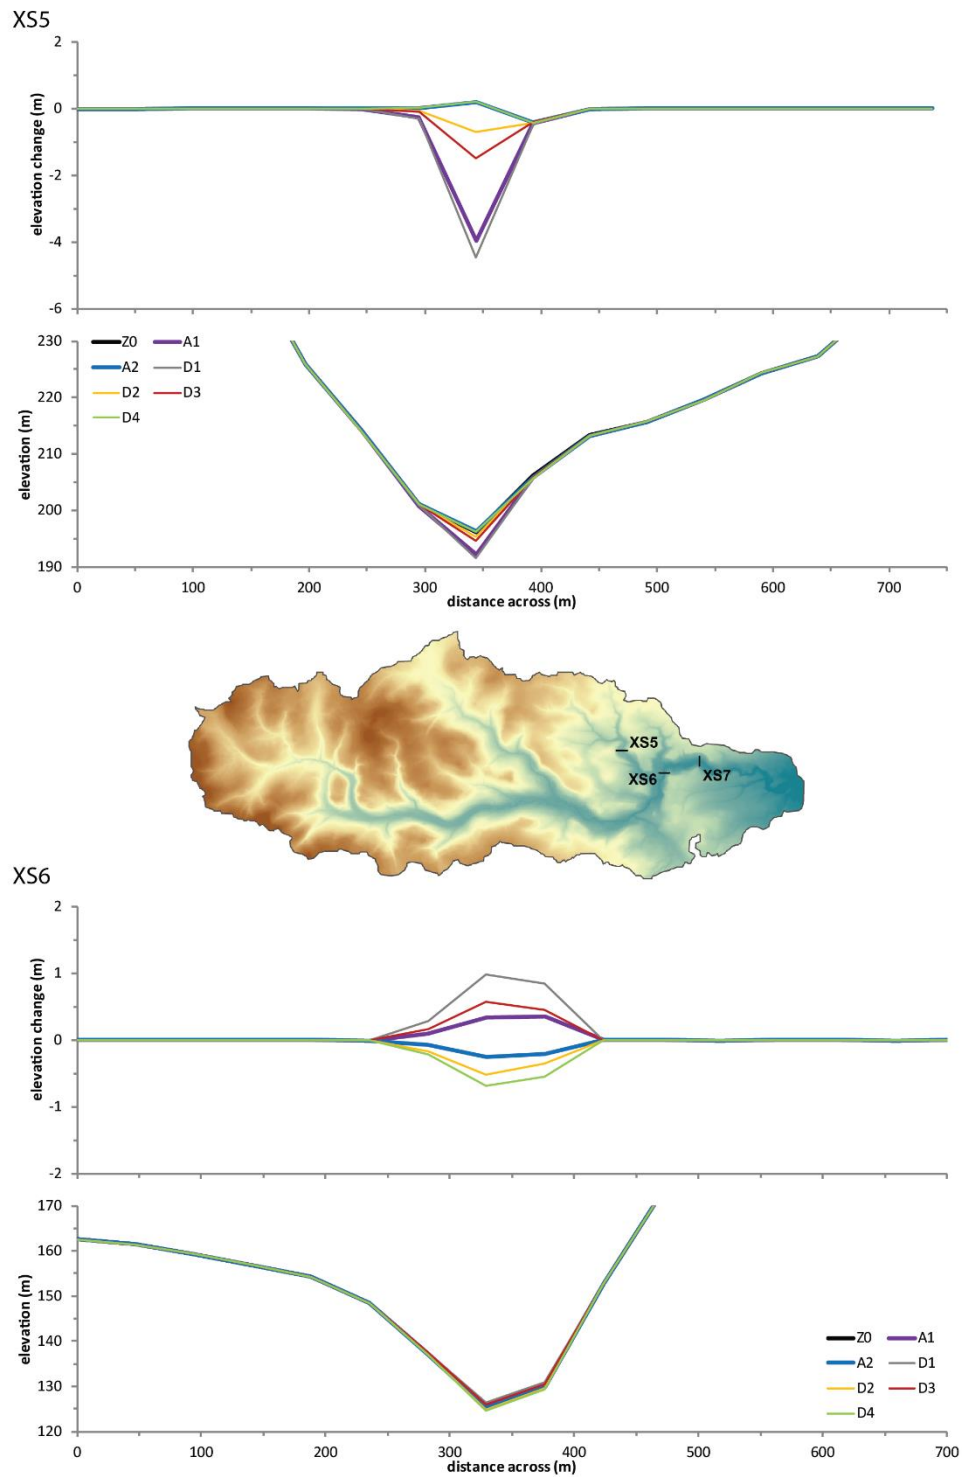 XS5
2
0
-2
-4
-6
elevation change (m)
230
220
210
200
190
elevation (m)
Z0 A1
A2 D1
D2 D3
D4
0 100 200 300 400 500 600 700
distance across (m)
XS5
XS6
XS7
XS6
2
1
0
-1
-2
elevation change (m)
170
160
150
140
130
120
elevation (m)
Z0 A1
A2 D1
D2 D3
D4
0 100 200 300 400 500 600 700
distance across (m)